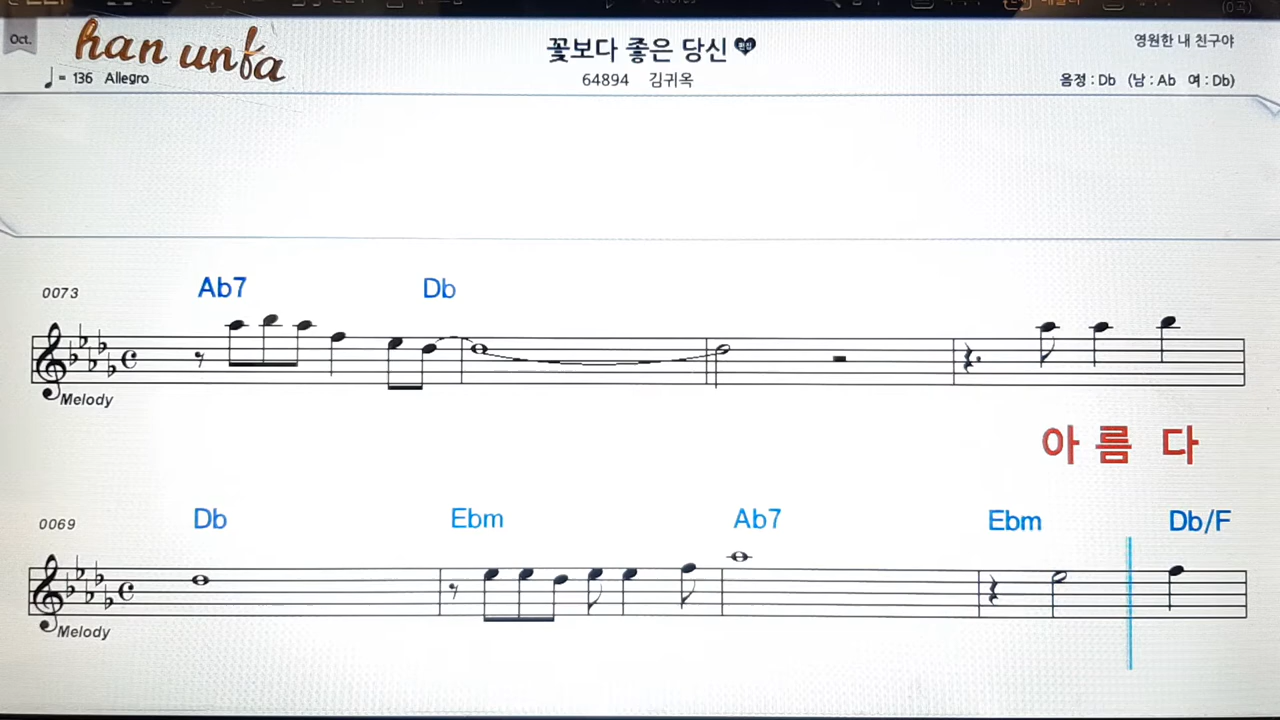 Oct.
han unfa
꽃보다 좋은 당신
영원한 내 친구야
= 136 Allegro
64894 김귀옥
음정 : Db (남 : Ab 여 : Db)
0073
Ab7 Db
Melody
아 름 다
0069
Db Ebm Ab7 Ebm Db/F
Melody